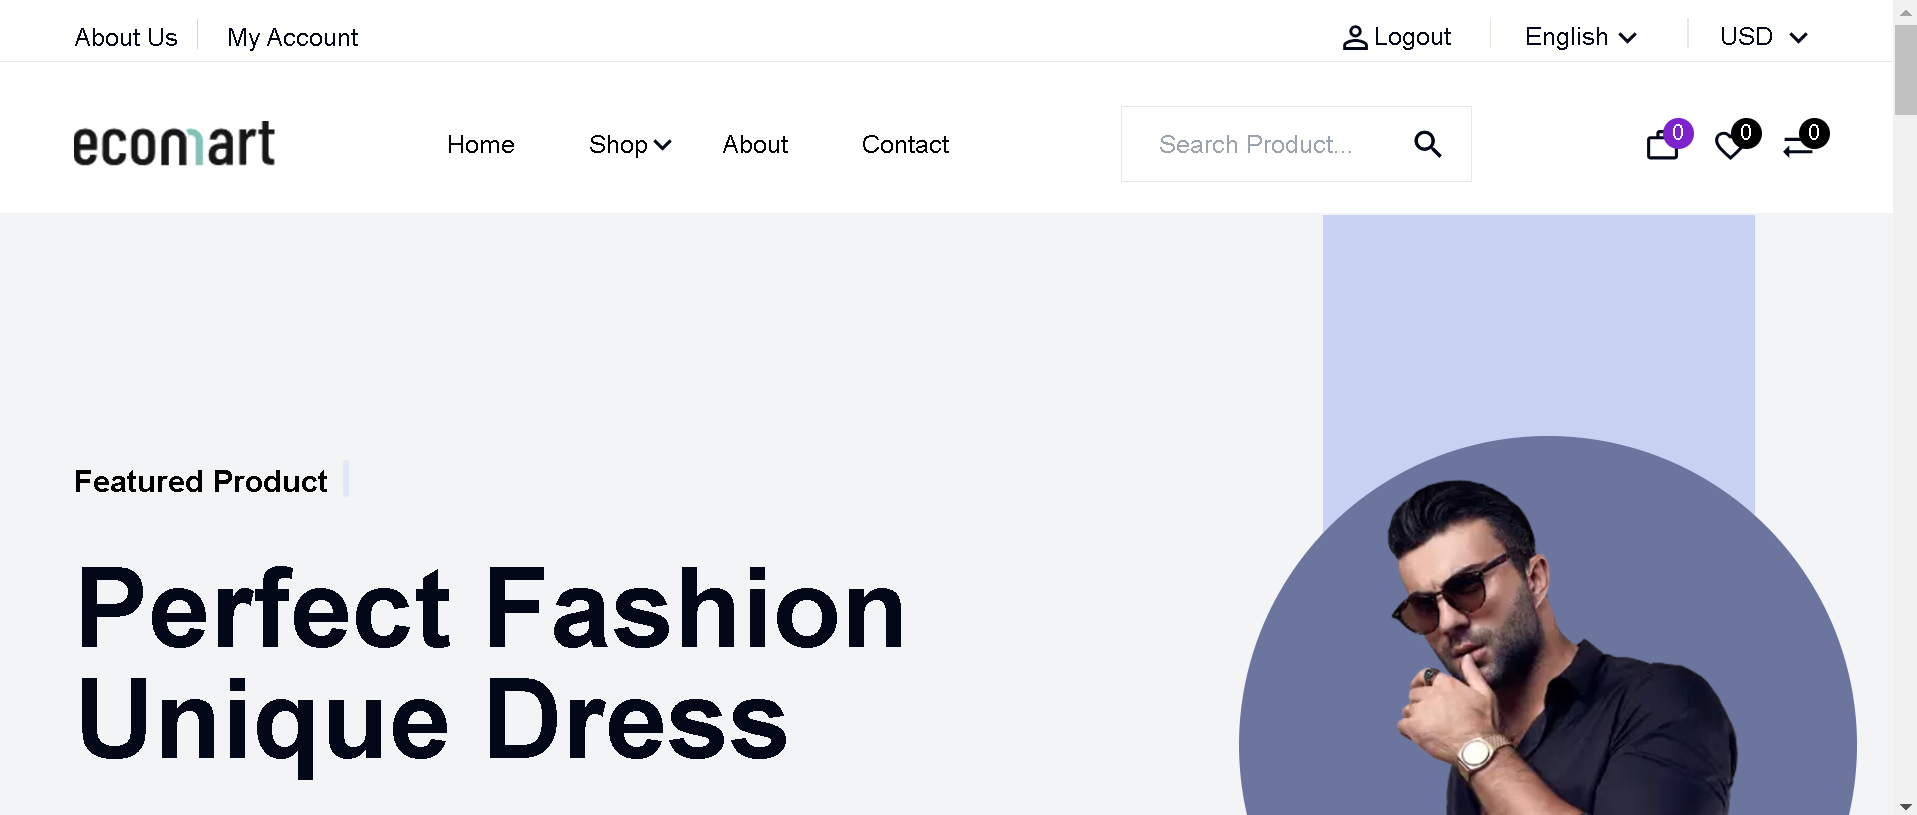 About Us
My Account
Logout
English
USD
ecomart
Home
Shop
About
Contact
Search Product...
0
0
0
Featured Product
Perfect Fashion
Unique Dress